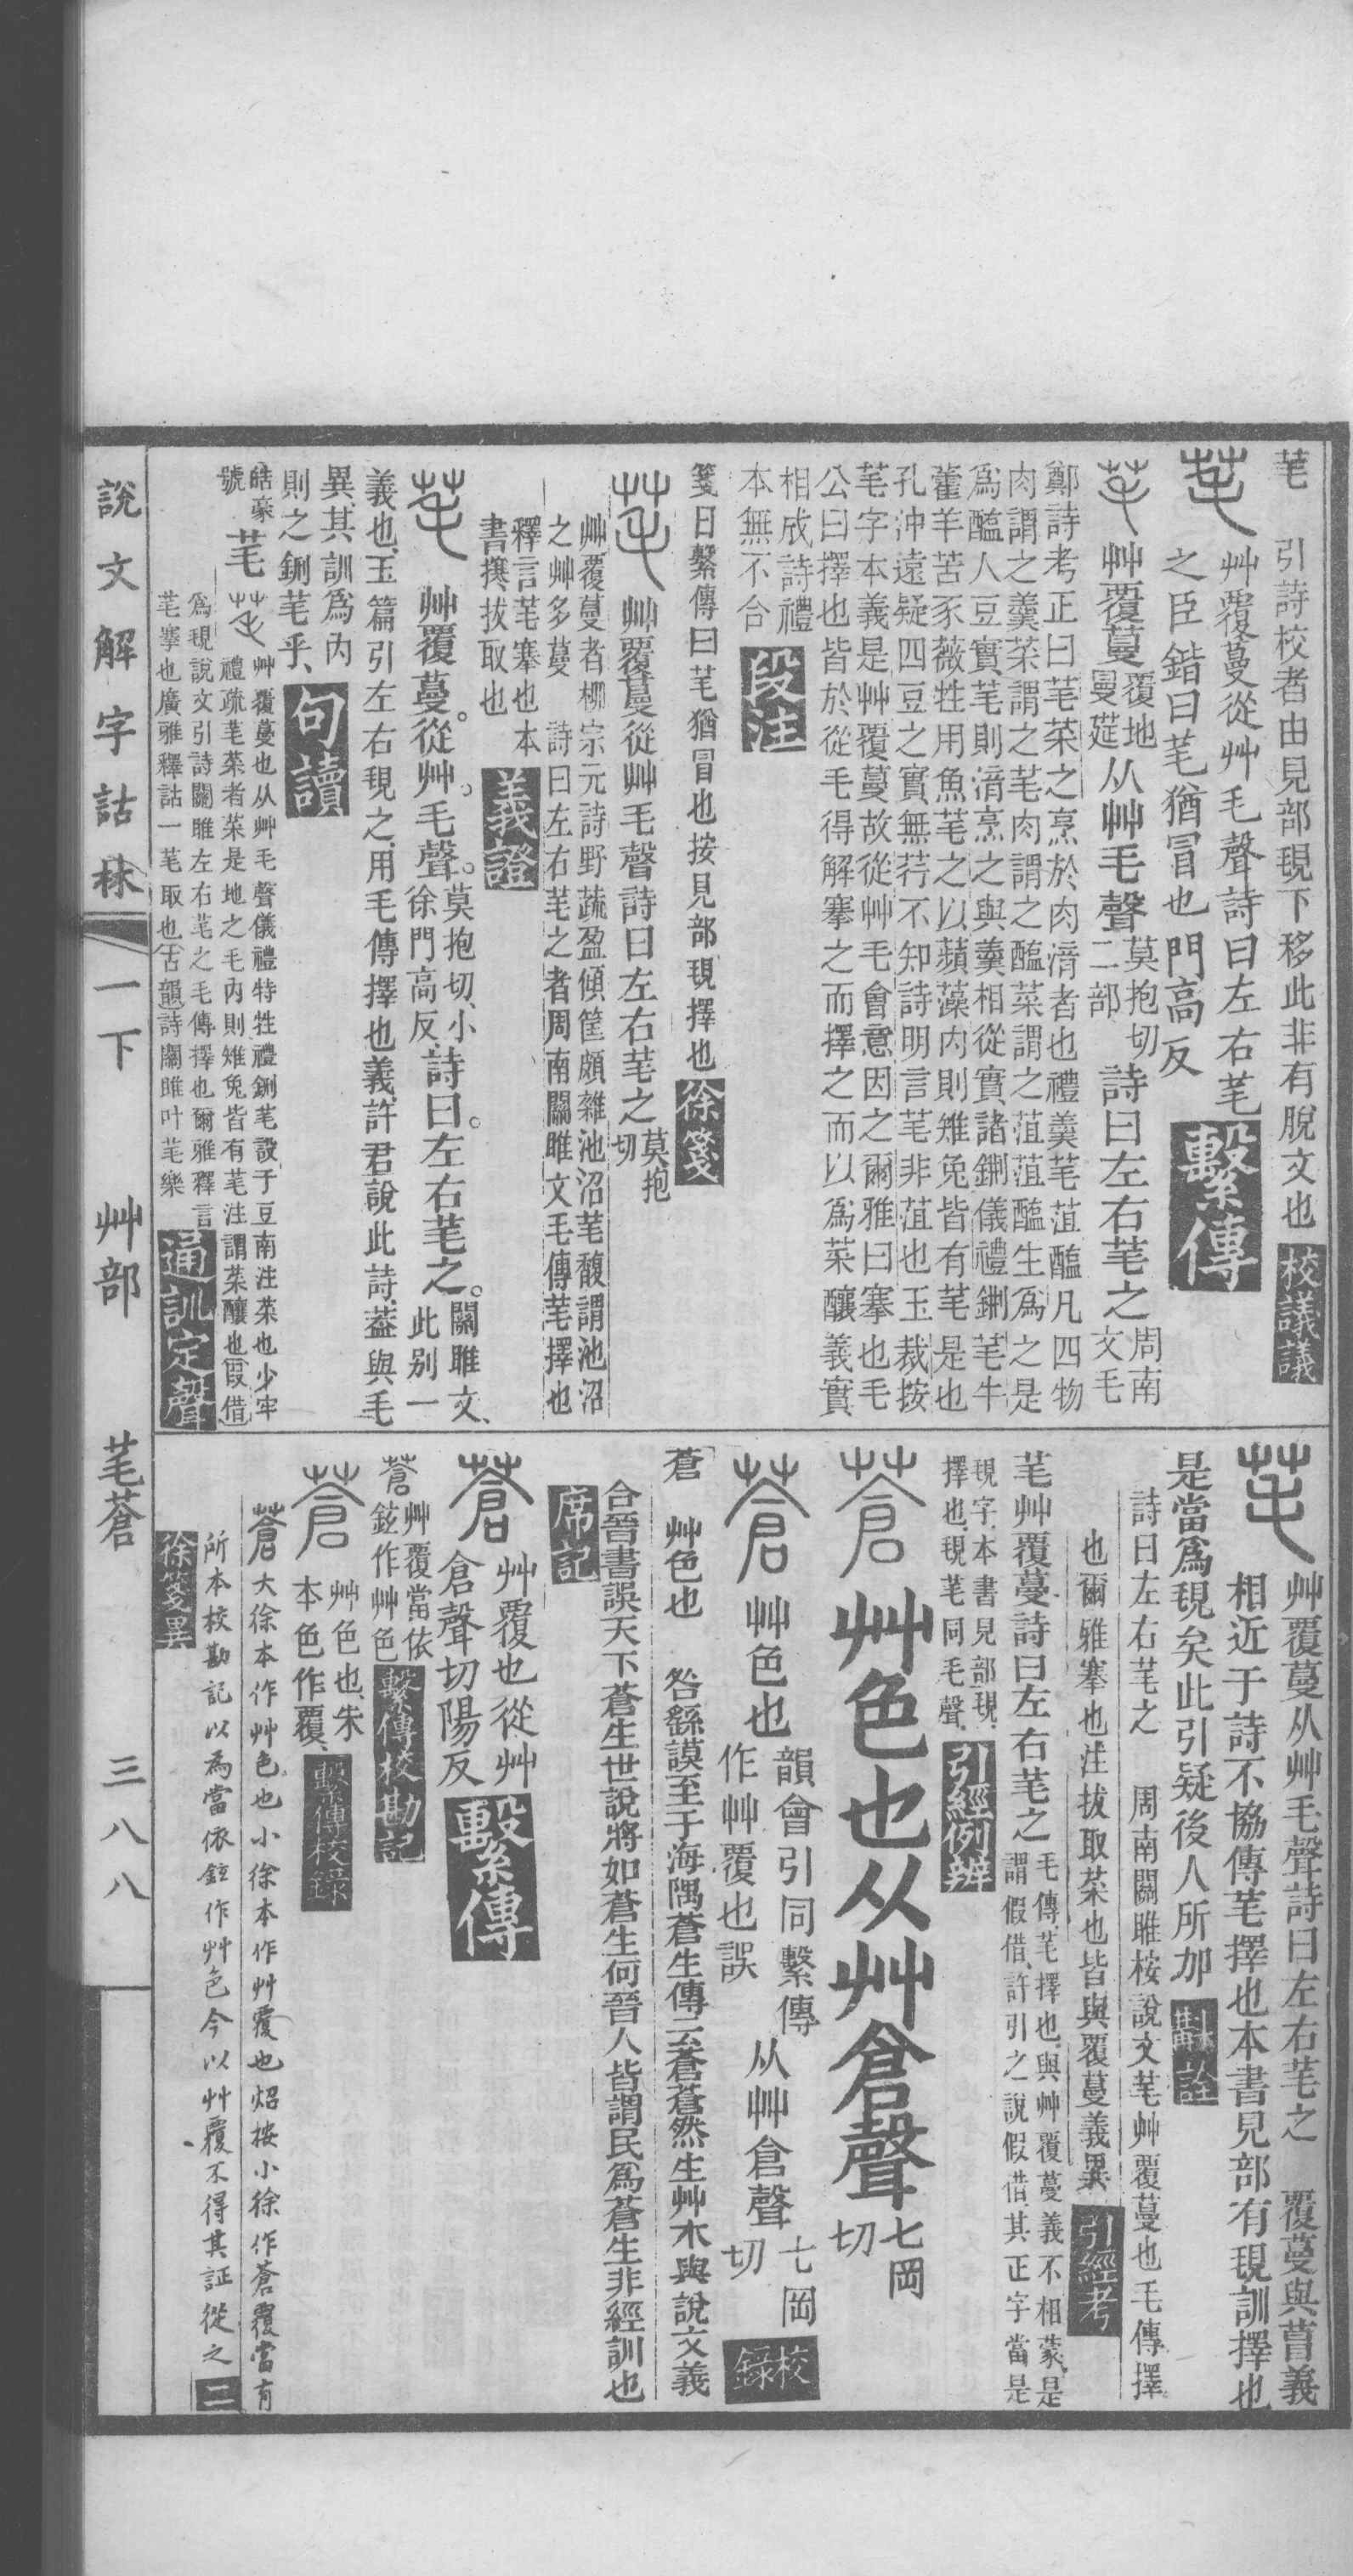 芼　引詩校者由見部覒下移此非有脫文也 校議議
芼 艸覆蔓從艸毛聲詩曰左右芼
之臣鍇曰芼猶冒也門高反 繫傳
芼 艸覆蔓覆地曼莚从艸毛聲莫抱切二部詩曰左右芼之周南文毛
鄭詩考正曰芼菜之烹於肉湆者也禮羹芼菹醢凡四物
肉謂之羹菜謂之芼肉謂之醢菜謂之菹菹醢生爲之是
爲醢人豆實芼則湆烹之與羹相從實諸鉶儀禮鉶芼牛
藿羊苦豕薇牲用魚芼之以蘋藻内則雉兔皆有芼是也
孔沖遠疑四豆之實無荇不知詩明言芼非菹也玉裁按
芼字本義是艸覆蔓故從艸毛會意因之爾雅曰搴也毛
公曰擇也皆於從毛得解搴之而擇之而以爲菜釀義實
相成詩禮
本無不合 段注
箋曰繫傳曰芼猶冒也按見部覒擇也 徐箋
芼 艸覆蔓從艸毛聲詩曰左右芼之莫抱切
艸覆蔓者柳宗元詩野蔬盈傾筐頗雜池沼芼馥謂池沼
之艸多蔓　詩曰左右芼之者周南關雎文毛傳芼擇也
釋言芼搴也本
書攓拔取也 義證
芼 艸覆蔓。從艸。毛聲。莫抱切、小徐門高反、詩曰。左右芼之。關雎文、此別一
義也、玉篇引左右覒之、用毛傳擇也義、許君說此詩、葢與毛
異、其訓爲内
則之鉶芼乎、 句讀
皓豪號 芼 芼 艸覆蔓也从艸毛聲儀禮特牲禮鉶芼設于豆南注菜也少牢
禮疏芼菜者菜是地之毛内則雉兔皆有芼注謂菜釀也叚借
爲覒說文引詩關雎左右芼之毛傳擇也爾雅釋言
芼搴也廣雅釋詁一芼取也古韻詩關雎叶芼樂 通訓定聲
芼 艸覆蔓从艸毛聲詩曰左右芼之　覆蔓與萺義
相近于詩不協傳芼擇也本書見部有覒訓擇也
是當爲覒矣此引疑後人所加
詩曰左右芼之　周南關雎桉說文芼艸覆蔓也毛傳擇
也爾雅搴也注拔取菜也皆與覆蔓義異 引經考
芼艸覆蔓、詩曰左右芼之毛傳、芼擇也、與艸覆蔓義不相蒙、是
謂假借、許引之說假借、其正字當是
覒字、本書見部覒、
擇也、覒芼同毛聲、 引經例辨
蒼 艸色也从艸倉聲七岡切
蒼 艸色也韻會引同繫傳作艸覆也誤从艸倉聲七岡切 校錄
蒼　艸色也　咎繇謨至于海隅蒼生傳云蒼蒼然生艸木與說文義
合晉書誤天下蒼生世說將如蒼生何晉人皆謂民爲蒼生非經訓也
席記
蒼 艸覆也從艸
倉聲切陽反 繫傳
蒼艸覆當依
鉉作艸色 繫傳校勘記
蒼 艸色也、朱
本色作覆、 繫傳校錄
蒼大徐本作艸色也小徐本作艸覆也炤桉小徐作蒼覆當有
所本校勘記以為當依鉉作艸色今以艸覆不得其証從之 二
徐箋異
說文解字詁林 一下　艸部　芼蒼　三八八